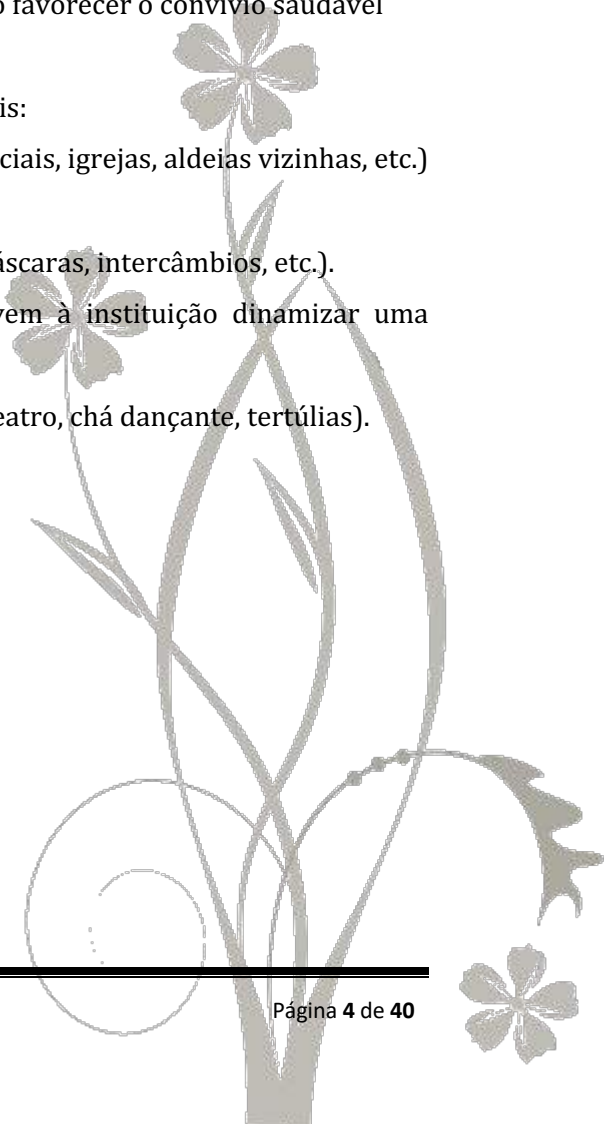 o favorecer o convívio saudável
is:
ciais, igrejas, aldeias vizinhas, etc.)
áscaras, intercâmbios, etc.).
vem à instituição dinamizar uma
eatro, chá dançante, tertúlias).
Página 4 de 40